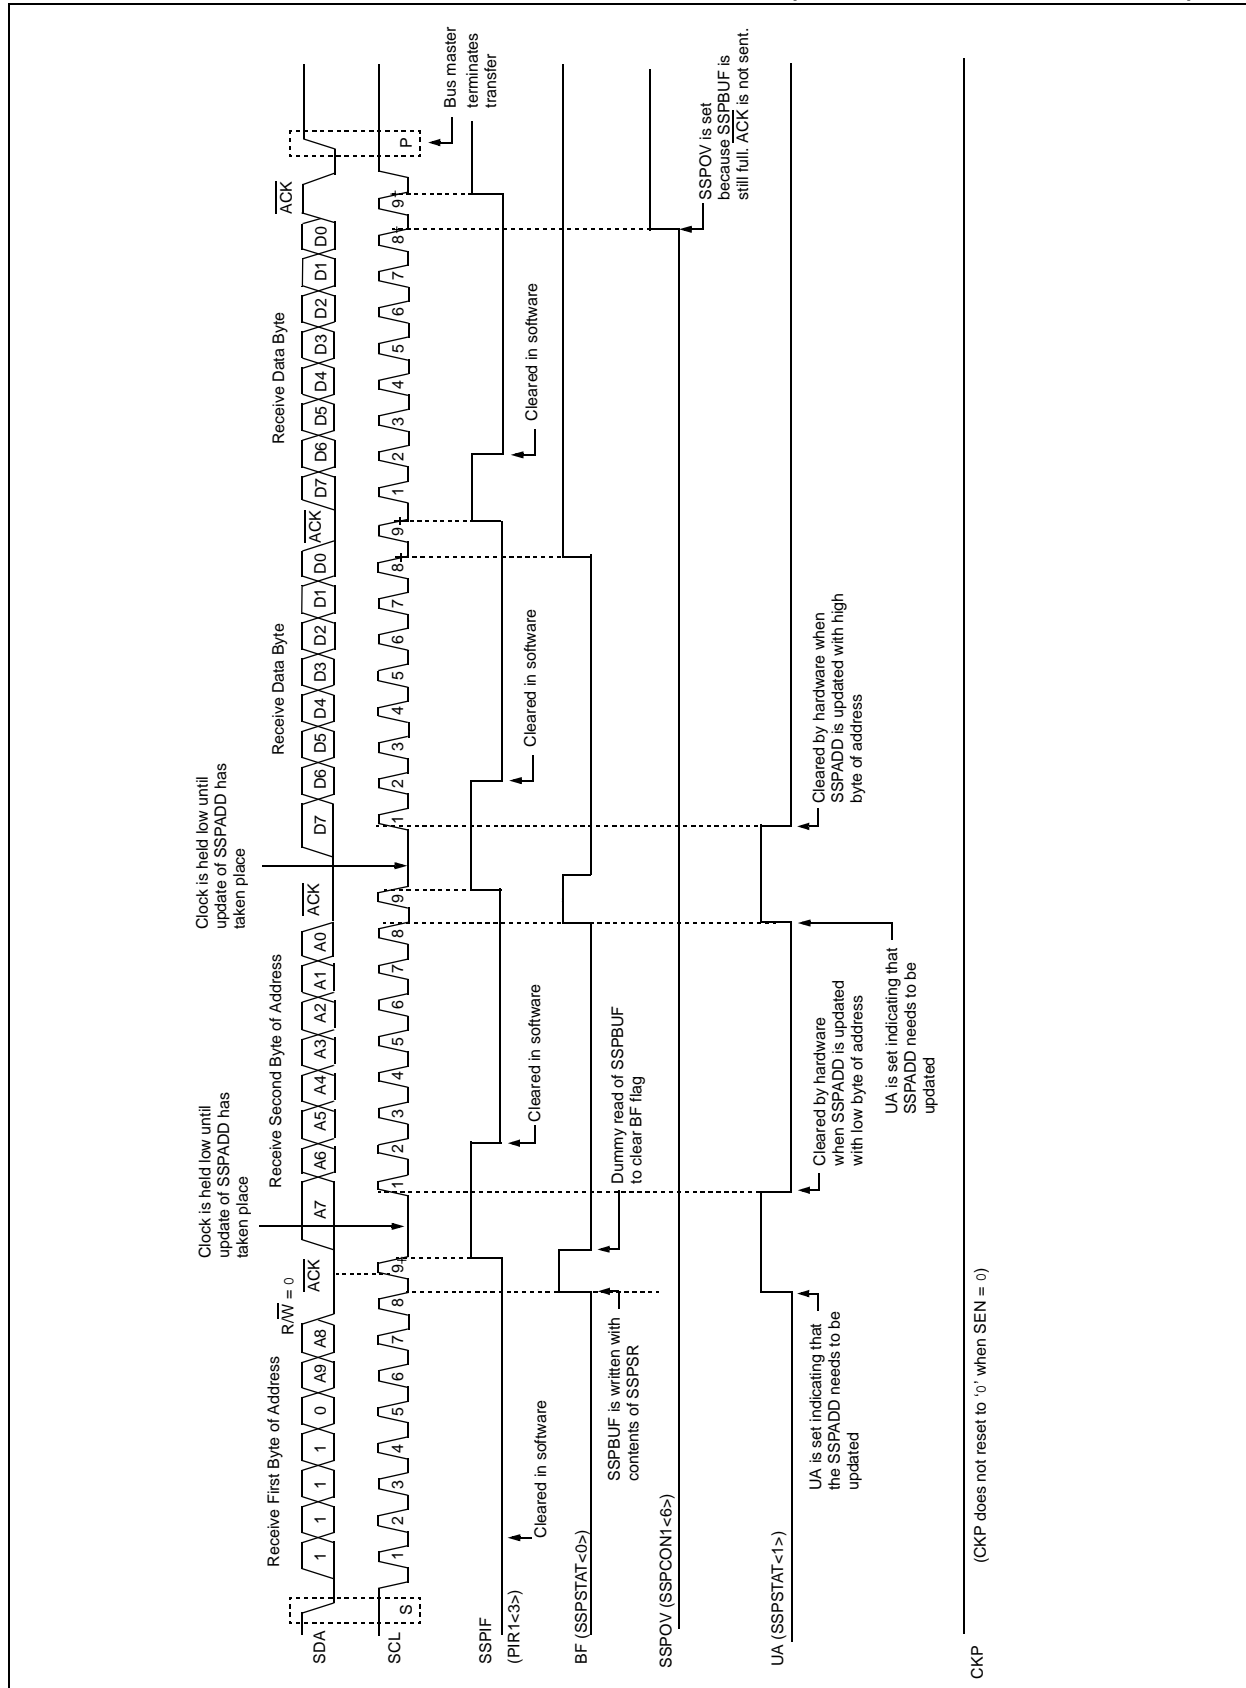 Receive First Byte of Address
R/W = 0
ACK
Clock is held low until
update of SSPADD has
taken place
Receive Second Byte of Address
ACK
Clock is held low until
update of SSPADD has
taken place
Receive Data Byte
ACK
Receive Data Byte
ACK
SDA
1 1 1 1 0 A9 A8 A7 A6 A5 A4 A3 A2 A1 A0 D7 D6 D5 D4 D3 D2 D1 D0 D7 D6 D5 D4 D3 D2 D1 D0
SCL
S 1 2 3 4 5 6 7 8 9 1 2 3 4 5 6 7 8 9 1 2 3 4 5 6 7 8 9 1 2 3 4 5 6 7 8 9 P
Bus master
terminates
transfer
SSPIF
(PIR1<3>)
Cleared in software
Cleared in software
Cleared in software
Cleared in software
BF (SSPSTAT<0>)
SSPBUF is written with
contents of SSPSR
Dummy read of SSPBUF
to clear BF flag
SSPOV (SSPCON1<6>)
SSPOV is set
because SSPBUF is
still full. ACK is not sent.
UA (SSPSTAT<1>)
UA is set indicating that
the SSPADD needs to be
updated
Cleared by hardware
when SSPADD is updated
with low byte of address
UA is set indicating that
SSPADD needs to be
updated
Cleared by hardware when
SSPADD is updated with high
byte of address
CKP
(CKP does not reset to ‘0’ when SEN = 0)